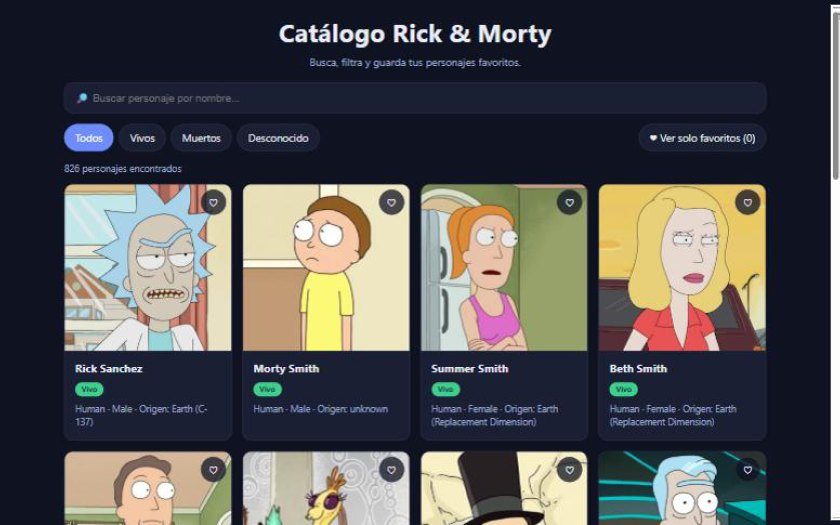 Catálogo Rick & Morty
Busca, filtra y guarda tus personajes favoritos.
🔎 Buscar personaje por nombre...
Todos Vivos Muertos Desconocido ❤ Ver solo favoritos (0)
826 personajes encontrados
Rick Sanchez
Vivo
Human · Male · Origen: Earth (C-
137)
Morty Smith
Vivo
Human · Male · Origen: unknown
Summer Smith
Vivo
Human · Female · Origen: Earth
(Replacement Dimension)
Beth Smith
Vivo
Human · Female · Origen: Earth
(Replacement Dimension)